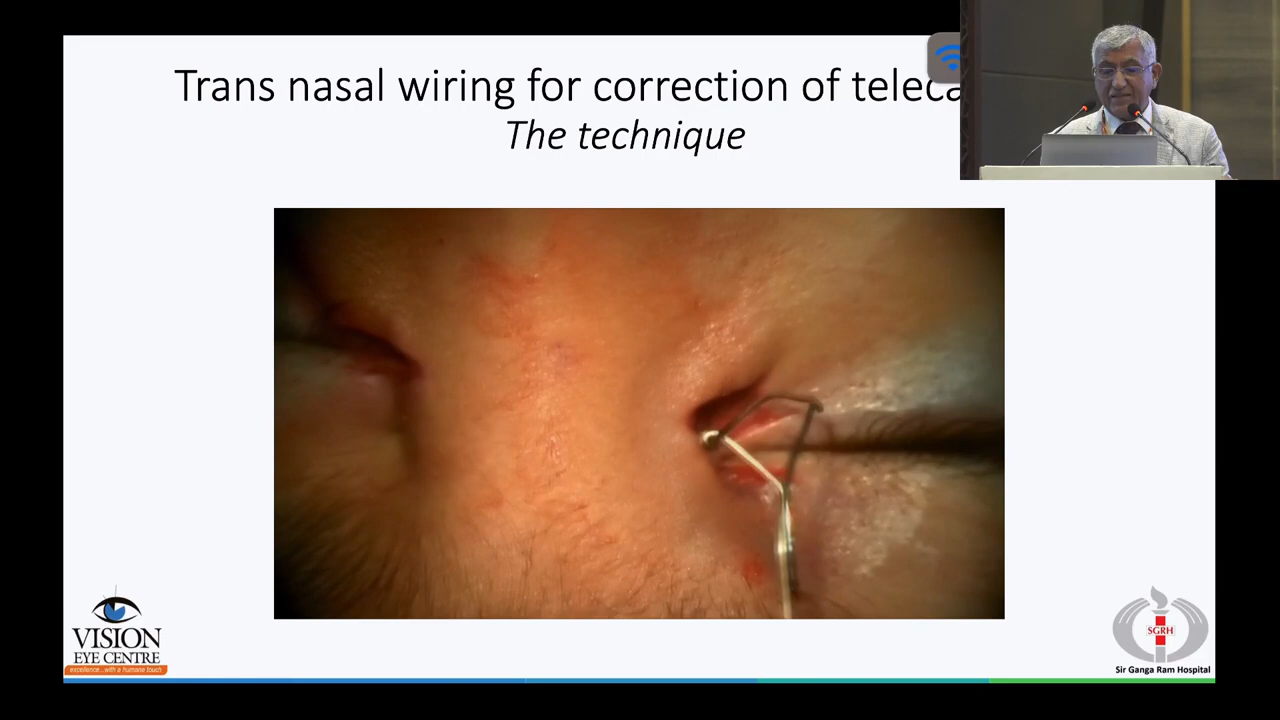 Trans nasal wiring for correction of
The technique
VISION
EYE CENTRE
excellence...with a humane touch
SGRH
Sir Ganga Ram Hospital